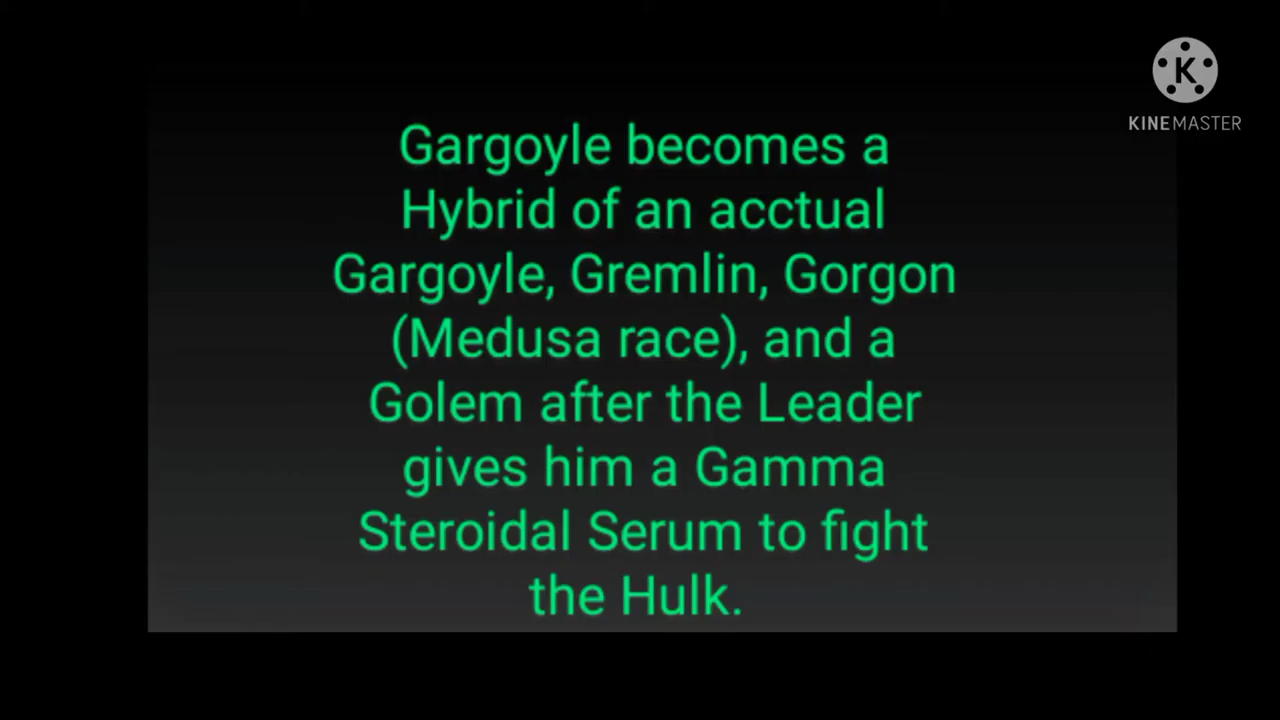 K
KINEMASTER
Gargoyle becomes a
Hybrid of an acctual
Gargoyle, Gremlin, Gorgon
(Medusa race), and a
Golem after the Leader
gives him a Gamma
Steroidal Serum to fight
the Hulk.